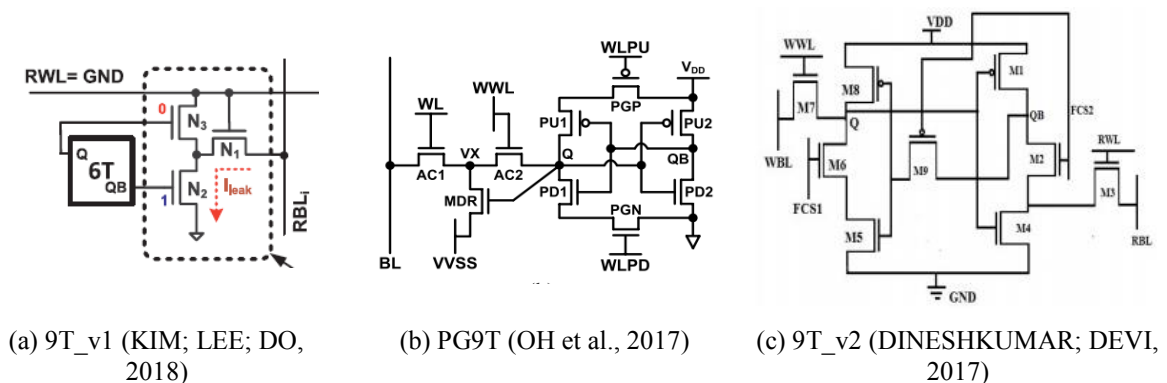 RWL= GND
0
N3
N1
Q
6T
QB
1
N2
Ileak
RBLi
WLPU
VDD
PGP
WWL
WL
PU1
PU2
VX
Q
QB
AC1
AC2
PD1
PD2
MDR
PGN
BL
VVSS
WLPD
VDD
WWL
M8
M1
M7
Q
QB
FCS2
M6
M9
M2
RWL
WBL
M3
FCS1
M5
M4
RBL
GND
(a) 9T_v1 (KIM; LEE; DO,
2018)
(b) PG9T (OH et al., 2017)
(c) 9T_v2 (DINESHKUMAR; DEVI,
2017)